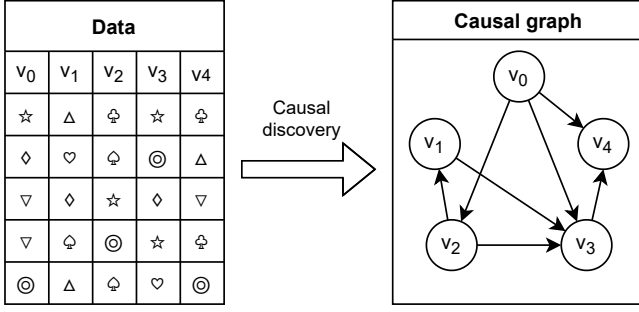 Data
v0 v1 v2 v3 v4
☆ △ ♧ ☆ ♧
◊ ♡ ♤ ◎ △
▽ ◊ ☆ ◊ ▽
▽ ♤ ◎ ☆ ♧
◎ △ ♤ ♡ ◎
Causal
discovery
Causal graph
v0
v1
v4
v2
v3